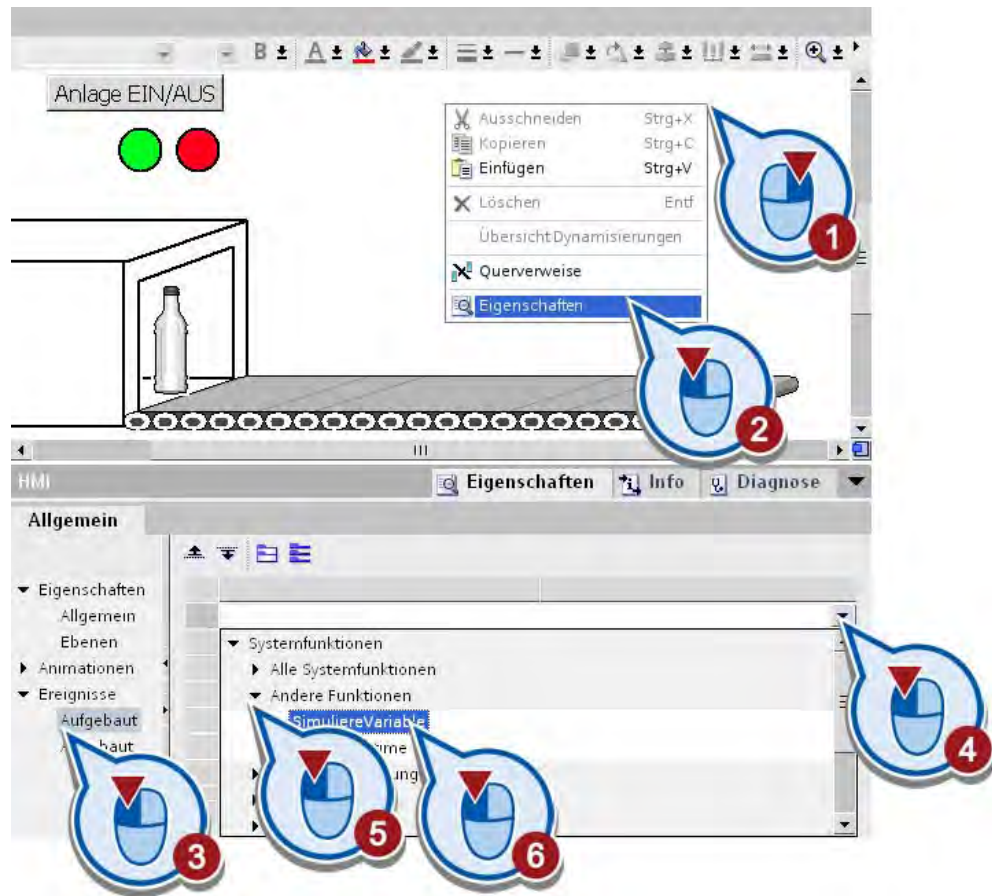 B A
Anlage EIN/AUS
Ausschneiden Strg+X
Kopieren Strg+C
Einfügen Strg+V
Löschen Entf
Übersicht Dynamisierungen
Querverweise
Eigenschaften
1
2
HMI
Eigenschaften Info Diagnose
Allgemein
Eigenschaften
Allgemein
Ebenen
Animationen
Ereignisse
Aufgebaut
Systemfunktionen
Alle Systemfunktionen
Andere Funktionen
SimuliereVariable
3
4
5
6